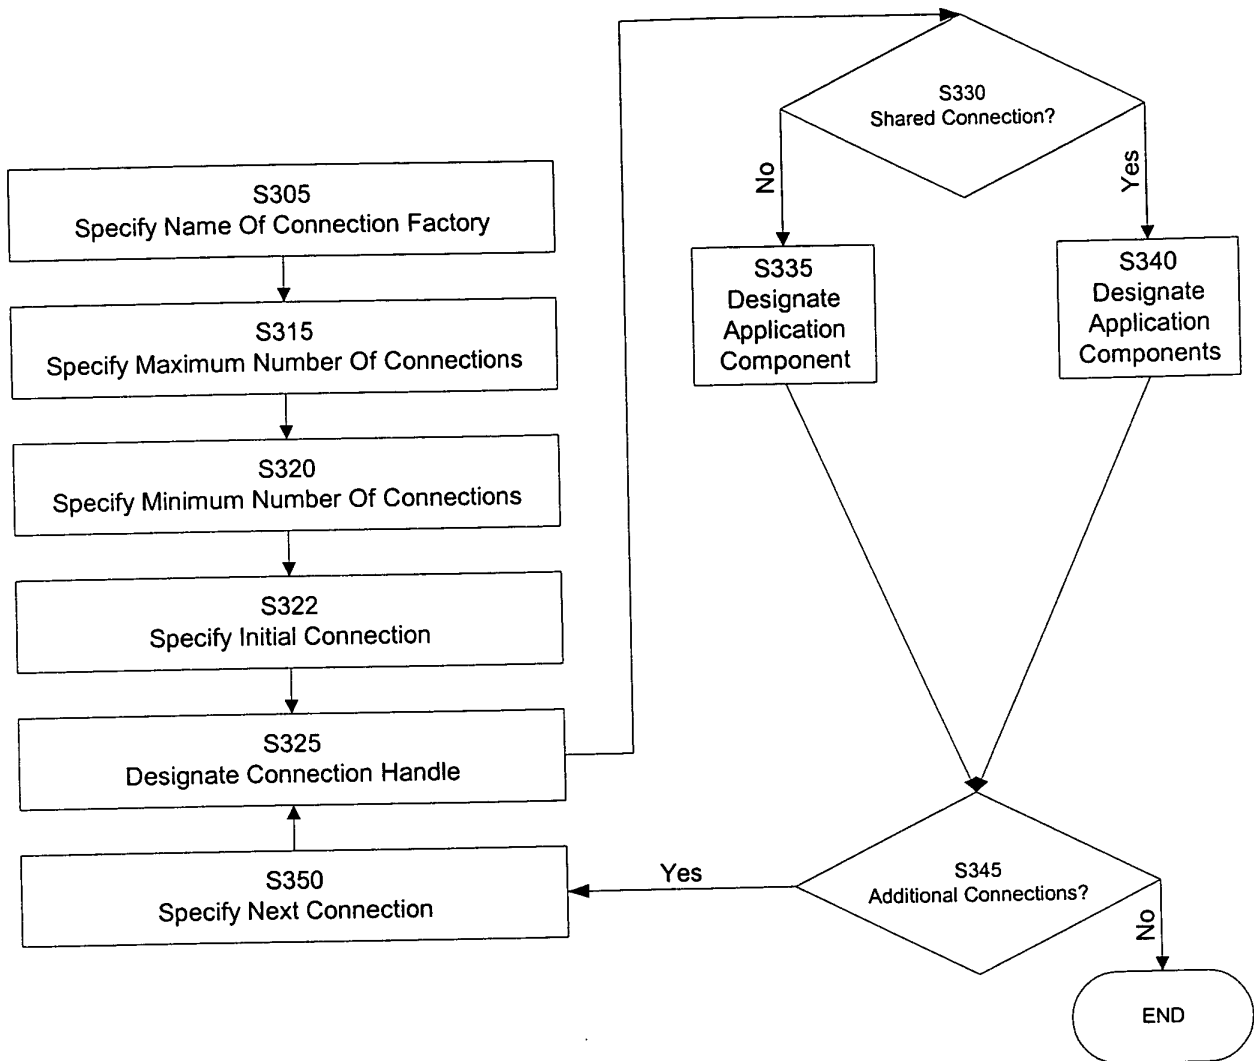 S305
Specify Name Of Connection Factory
S315
Specify Maximum Number Of Connections
S320
Specify Minimum Number Of Connections
S322
Specify Initial Connection
S325
Designate Connection Handle
S350
Specify Next Connection
S330
Shared Connection?
No
Yes
S335
Designate
Application
Component
S340
Designate
Application
Components
S345
Additional Connections?
Yes
No
END